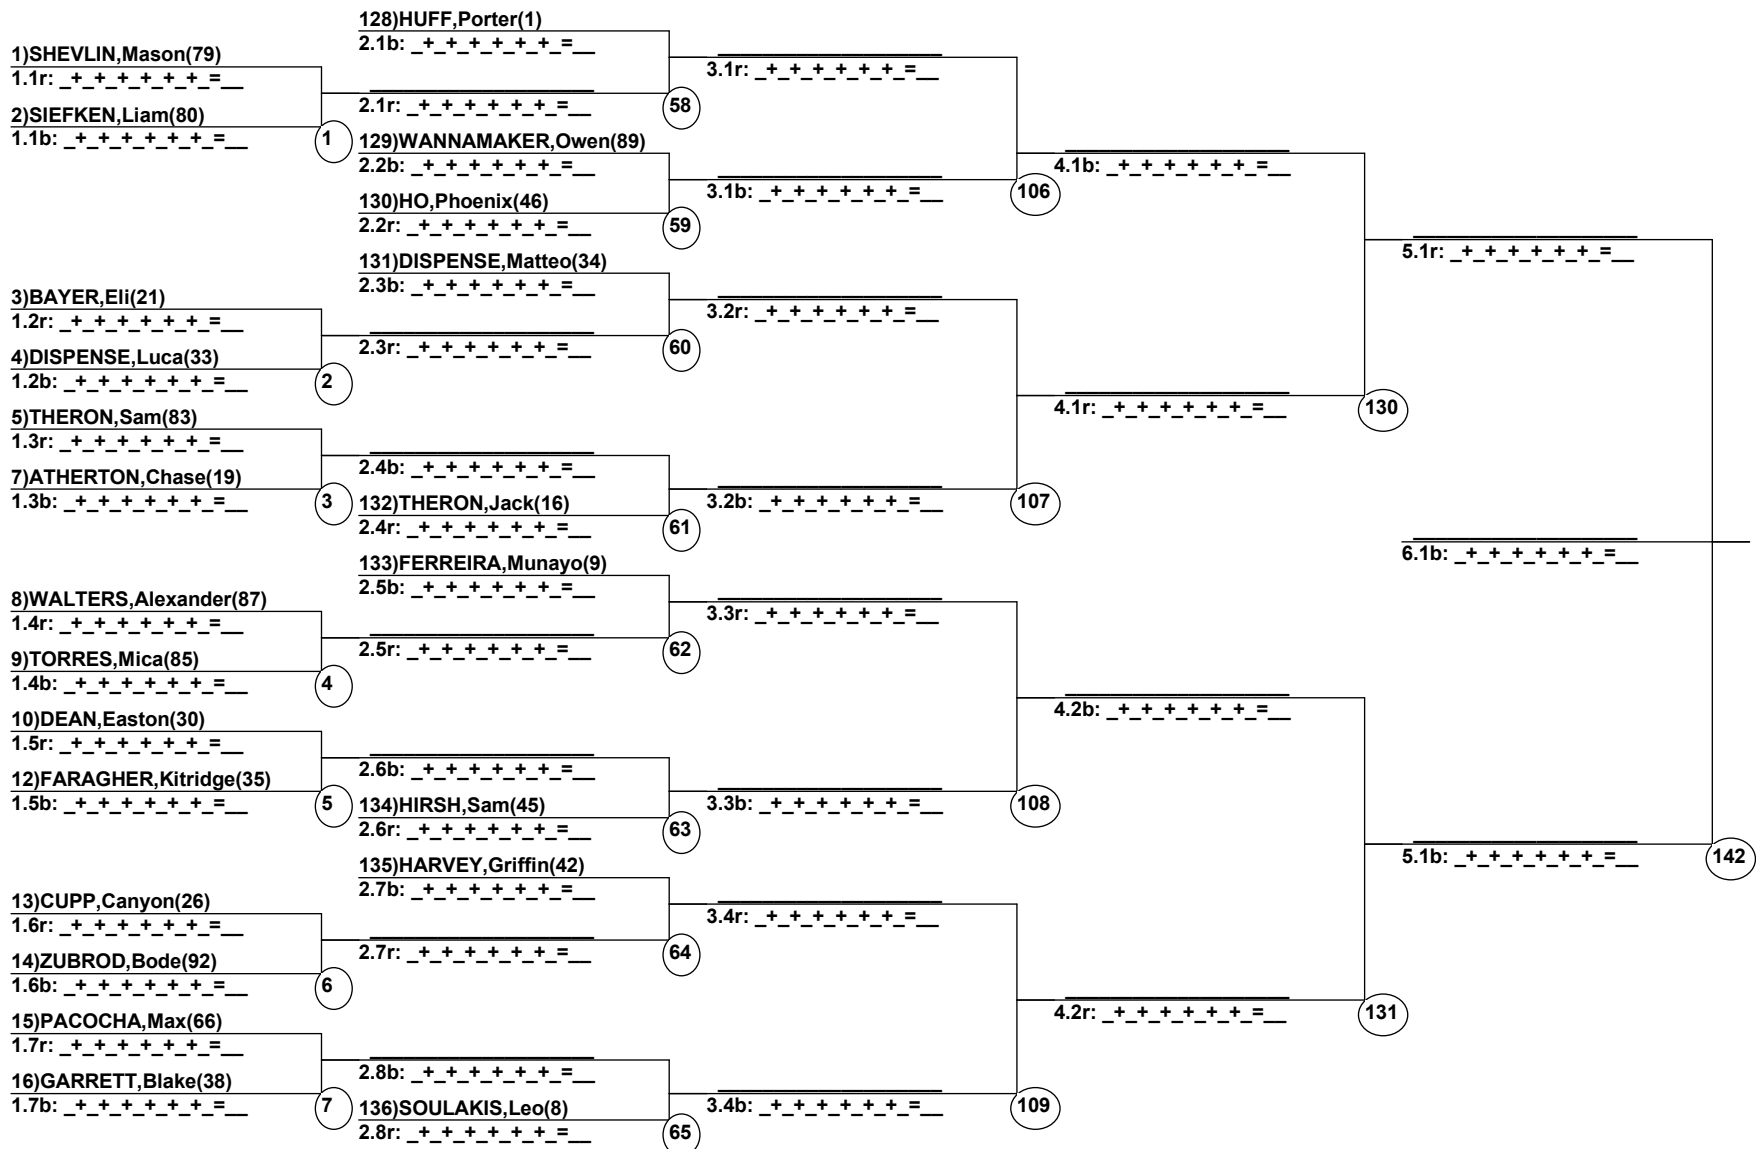 128)HUFF,Porter(1)
2.1b: _+_+_+_+_+_=__
1)SHEVLIN,Mason(79)
1.1r: _+_+_+_+_+_=__
3.1r: _+_+_+_+_+_=__
2.1r: _+_+_+_+_+_=__
58
2)SIEFKEN,Liam(80)
1.1b: _+_+_+_+_+_=__
1
129)WANNAMAKER,Owen(89)
2.2b: _+_+_+_+_+_=__
4.1b: _+_+_+_+_+_=__
3.1b: _+_+_+_+_+_=__
106
130)HO,Phoenix(46)
2.2r: _+_+_+_+_+_=__
59
5.1r: _+_+_+_+_+_=__
131)DISPENSE,Matteo(34)
2.3b: _+_+_+_+_+_=__
3)BAYER,Eli(21)
1.2r: _+_+_+_+_+_=__
3.2r: _+_+_+_+_+_=__
2.3r: _+_+_+_+_+_=__
60
4)DISPENSE,Luca(33)
1.2b: _+_+_+_+_+_=__
2
4.1r: _+_+_+_+_+_=__
130
5)THERON,Sam(83)
1.3r: _+_+_+_+_+_=__
2.4b: _+_+_+_+_+_=__
7)ATHERTON,Chase(19)
1.3b: _+_+_+_+_+_=__
3
132)THERON,Jack(16)
2.4r: _+_+_+_+_+_=__
61
3.2b: _+_+_+_+_+_=__
107
6.1b: _+_+_+_+_+_=__
133)FERREIRA,Munayo(9)
2.5b: _+_+_+_+_+_=__
8)WALTERS,Alexander(87)
1.4r: _+_+_+_+_+_=__
3.3r: _+_+_+_+_+_=__
2.5r: _+_+_+_+_+_=__
62
9)TORRES,Mica(85)
1.4b: _+_+_+_+_+_=__
4
4.2b: _+_+_+_+_+_=__
10)DEAN,Easton(30)
1.5r: _+_+_+_+_+_=__
2.6b: _+_+_+_+_+_=__
12)FARAGHER,Kitridge(35)
1.5b: _+_+_+_+_+_=__
5
134)HIRSH,Sam(45)
2.6r: _+_+_+_+_+_=__
63
3.3b: _+_+_+_+_+_=__
108
5.1b: _+_+_+_+_+_=__
142
135)HARVEY,Griffin(42)
2.7b: _+_+_+_+_+_=__
13)CUPP,Canyon(26)
1.6r: _+_+_+_+_+_=__
3.4r: _+_+_+_+_+_=__
2.7r: _+_+_+_+_+_=__
64
14)ZUBROD,Bode(92)
1.6b: _+_+_+_+_+_=__
6
4.2r: _+_+_+_+_+_=__
131
15)PACOCHA,Max(66)
1.7r: _+_+_+_+_+_=__
2.8b: _+_+_+_+_+_=__
16)GARRETT,Blake(38)
1.7b: _+_+_+_+_+_=__
7
136)SOULAKIS,Leo(8)
2.8r: _+_+_+_+_+_=__
65
3.4b: _+_+_+_+_+_=__
109